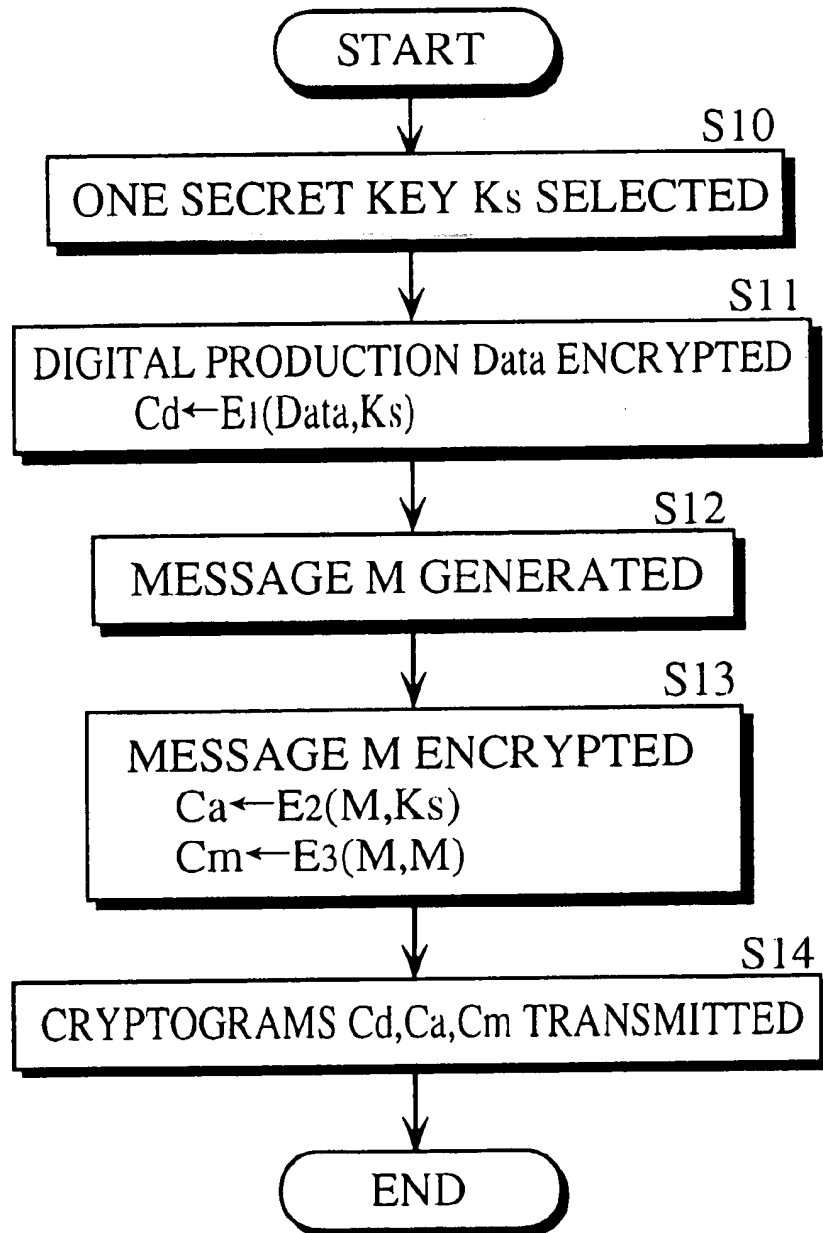 START
S10
ONE SECRET KEY Ks SELECTED
S11
DIGITAL PRODUCTION Data ENCRYPTED
Cd←E1(Data,Ks)
S12
MESSAGE M GENERATED
S13
MESSAGE M ENCRYPTED
Ca←E2(M,Ks)
Cm←E3(M,M)
S14
CRYPTOGRAMS Cd,Ca,Cm TRANSMITTED
END